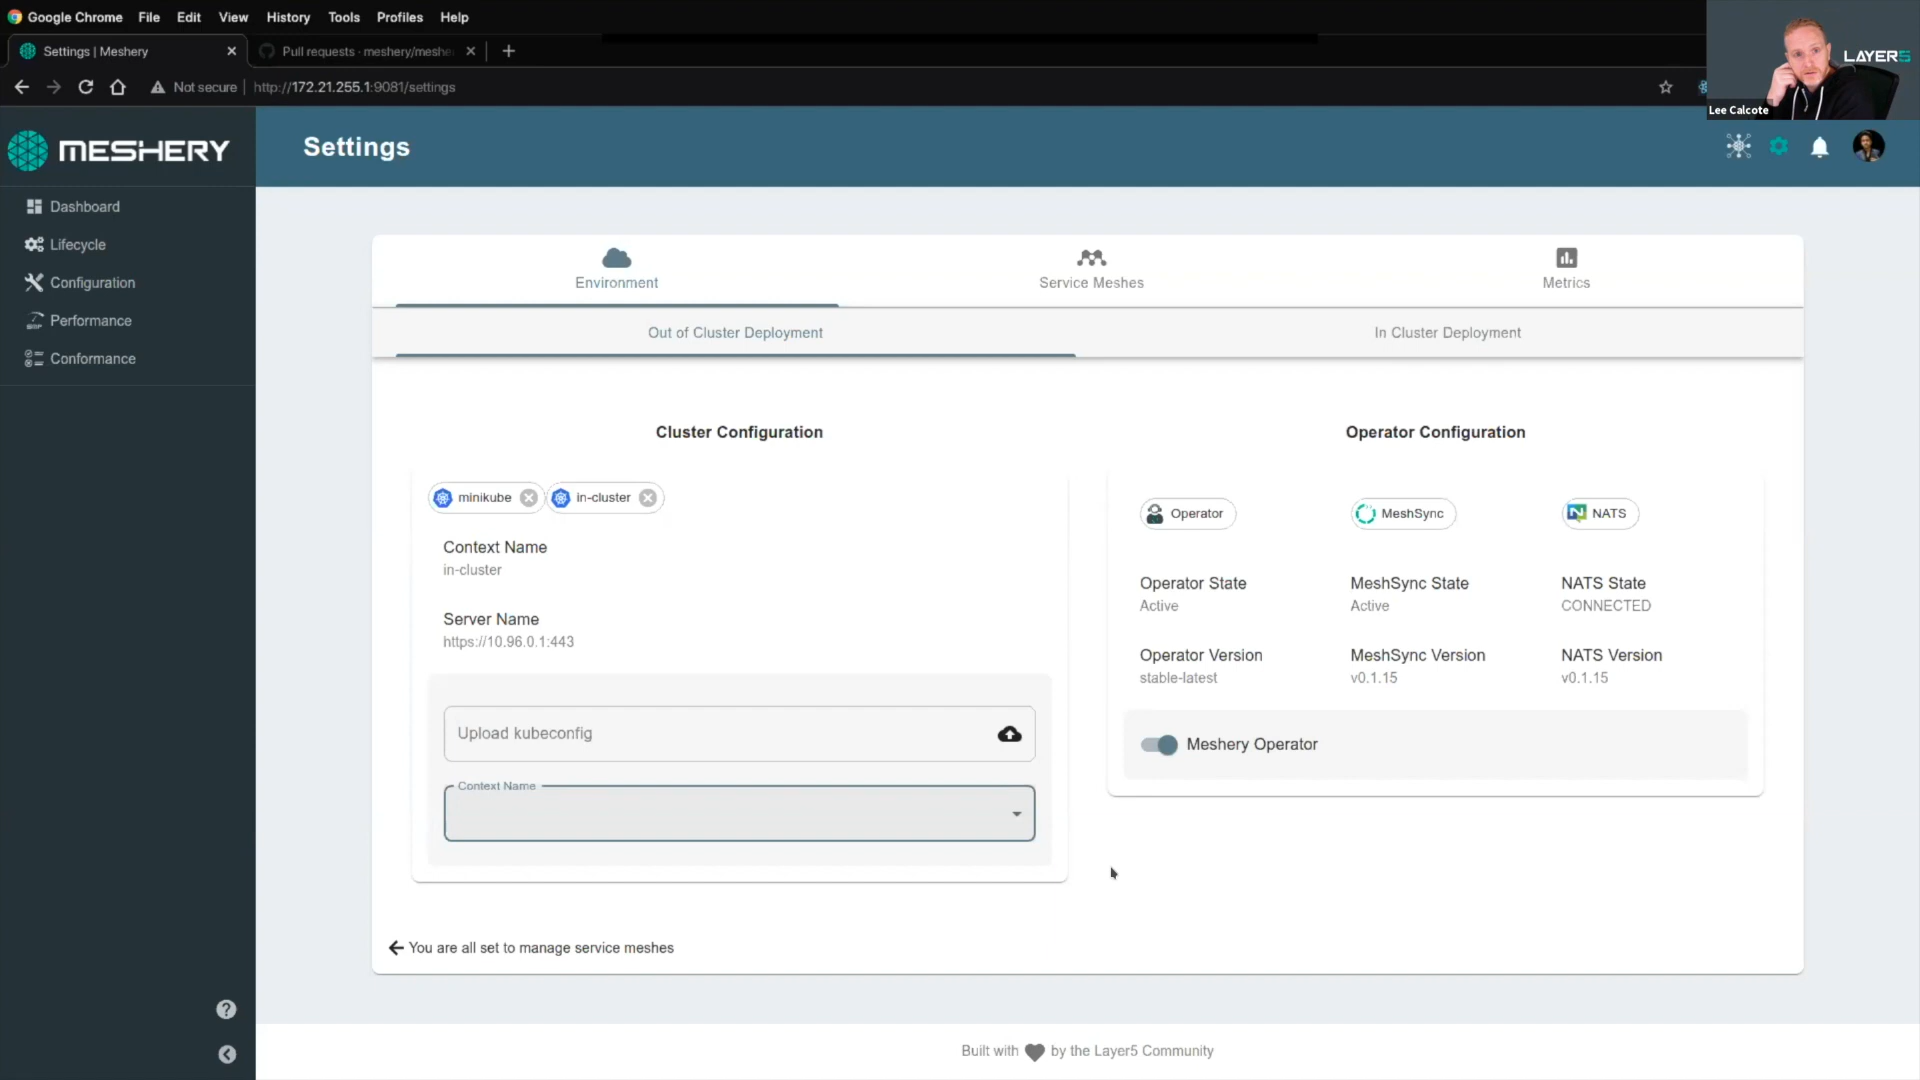 Google Chrome File Edit View History Tools Profiles Help
Settings | Meshery
Pull requests · meshery/meshe
Not secure
http://172.21.255.1:9081/settings
LAYER5
Lee Calcote
MESHERY
Settings
Dashboard
Lifecycle
Configuration
Performance
Conformance
Environment
Service Meshes
Metrics
Out of Cluster Deployment
In Cluster Deployment
Cluster Configuration
minikube
in-cluster
Context Name
in-cluster
Server Name
https://10.96.0.1:443
Upload kubeconfig
Context Name
Operator Configuration
Operator
MeshSync
NATS
Operator State
Active
MeshSync State
Active
NATS State
CONNECTED
Operator Version
stable-latest
MeshSync Version
v0.1.15
NATS Version
v0.1.15
Meshery Operator
You are all set to manage service meshes
Built with by the Layer5 Community